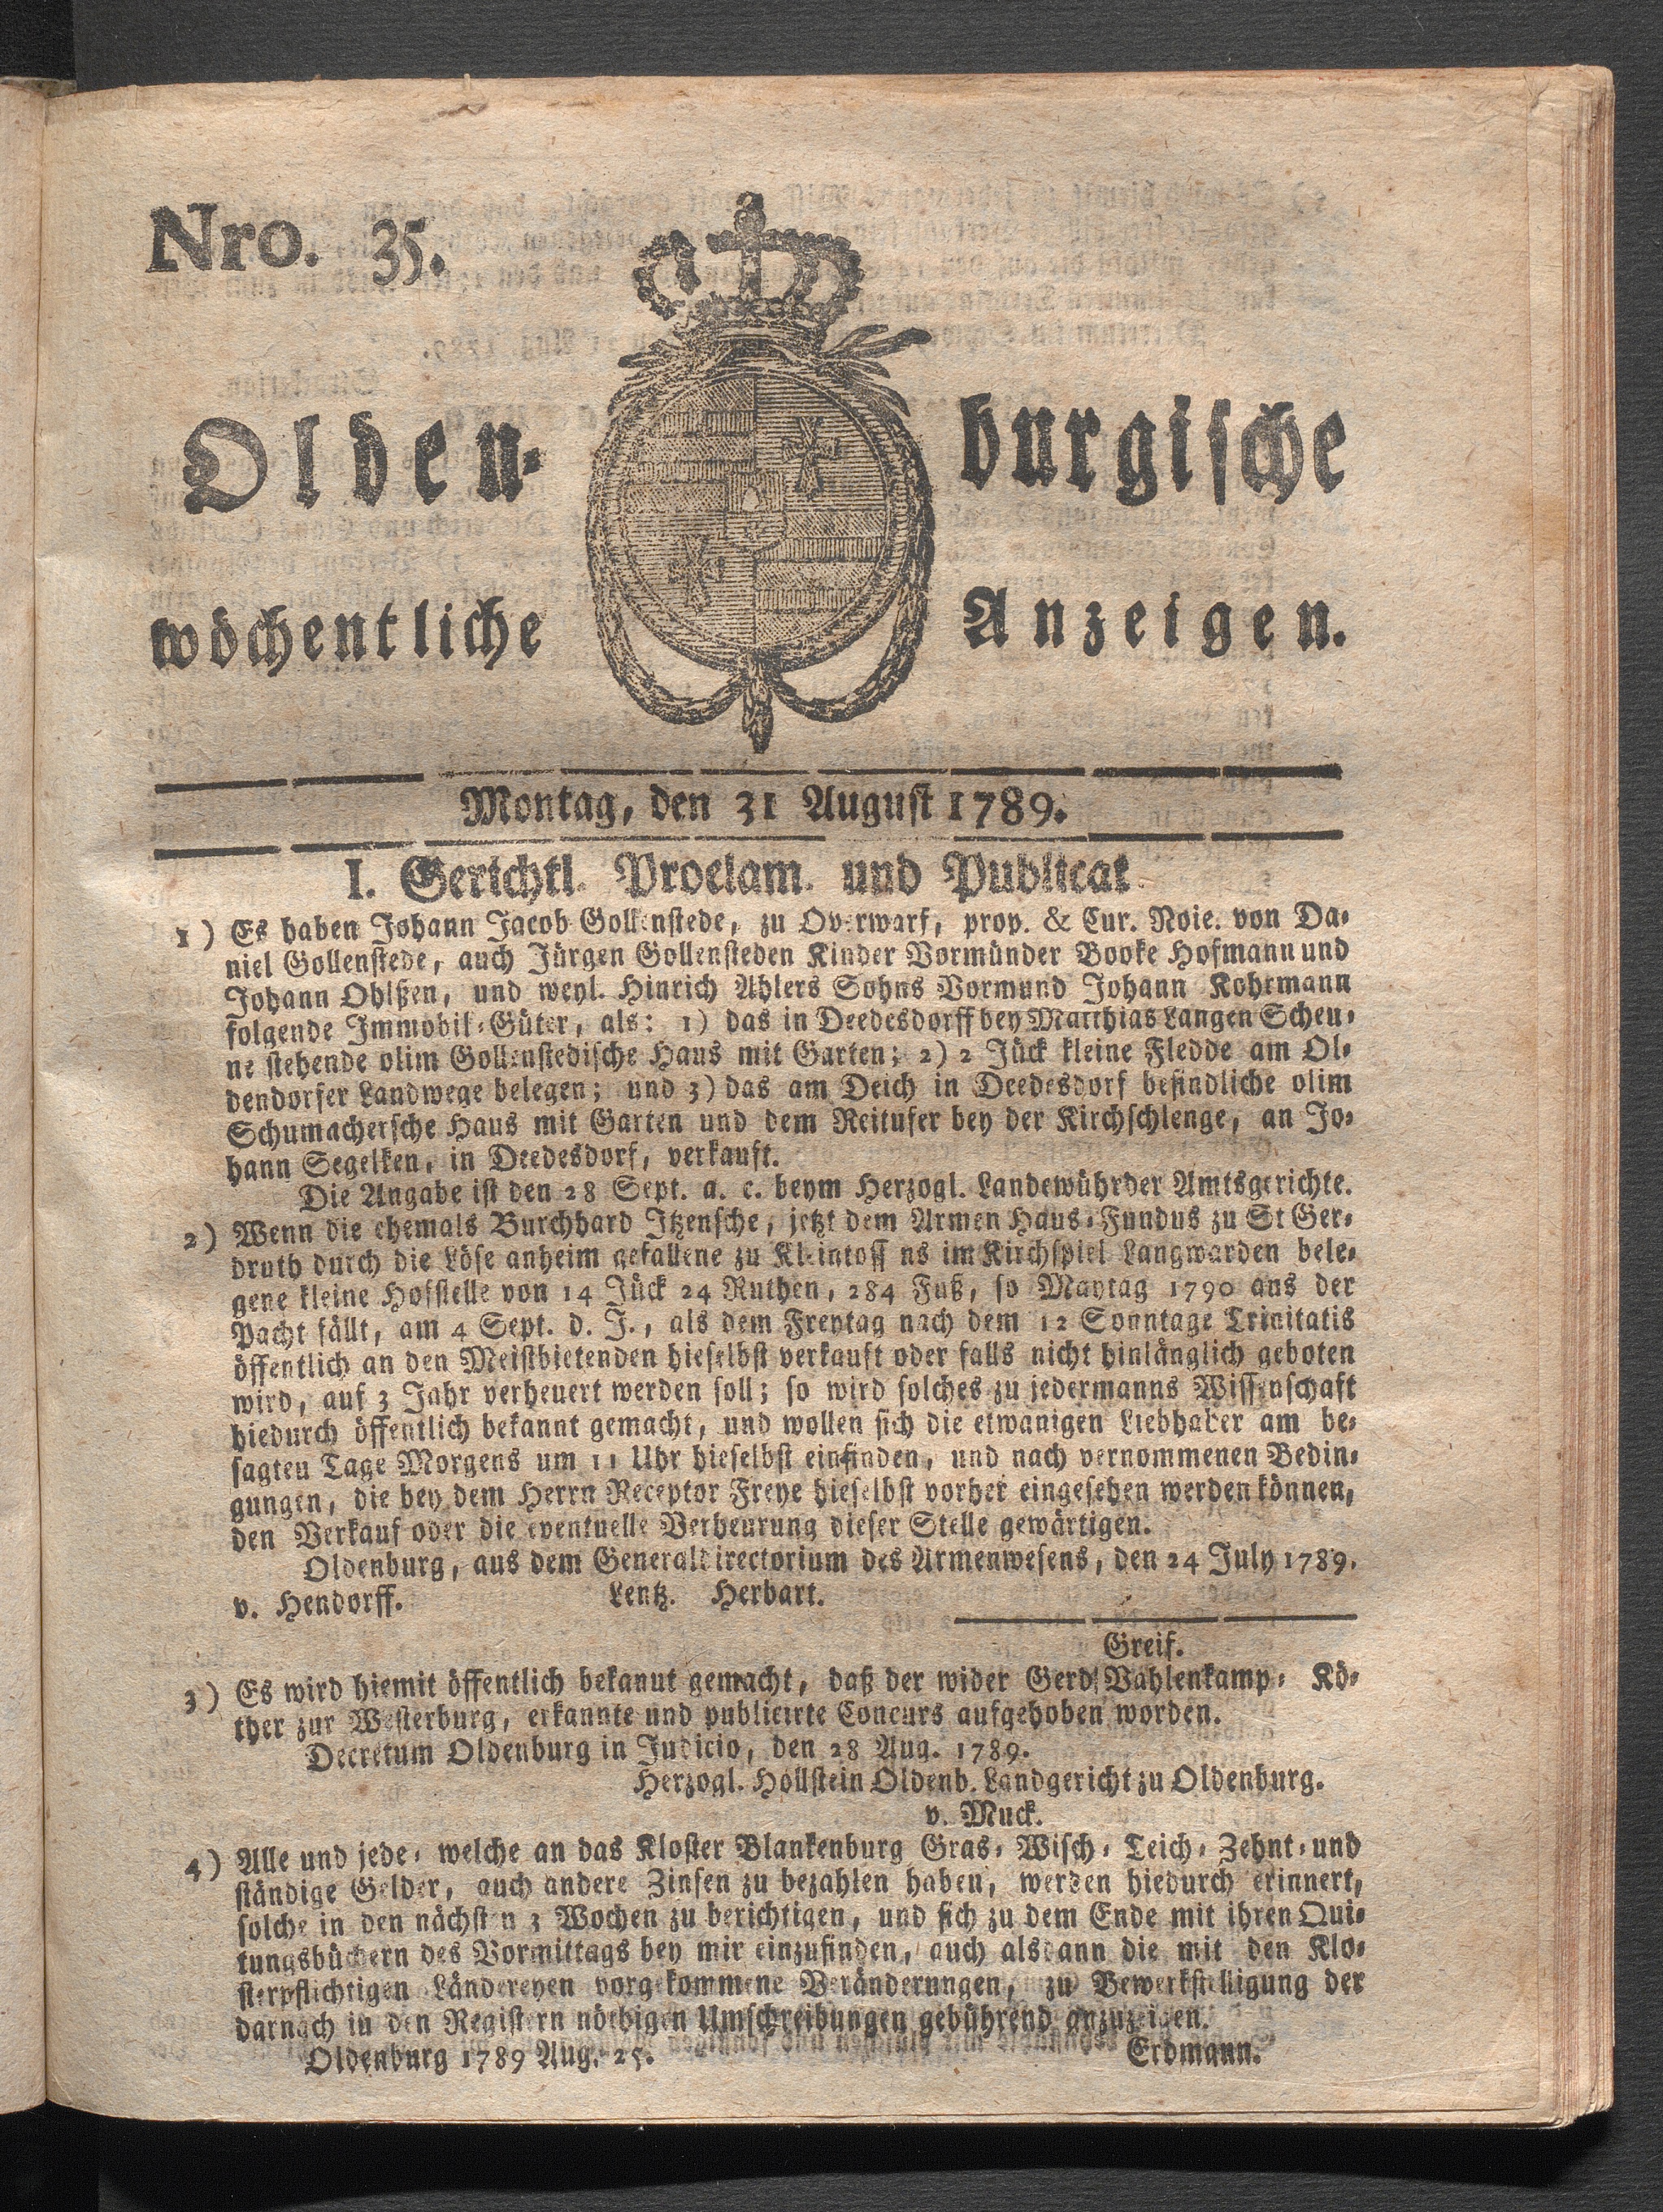 Nro. 35.
Olden-burgische
wöchentliche Anzeigen.
Montag, den 31 August 1789.
I. Gerichtl. Proclam. und Publicat.
1) Es haben Johann Jacob Gollenstede, zu Overwarf, prop. & Cur. Noie. von Da-
niel Gollenstede, auch Jürgen Gollensteden Kinder Vormünder Booke Hofmann und
Johann Ohlßen, und weyl. Hinrich Ahlers Sohns Vormund Johann Kohrmann
folgende Immobil-Güter, als: 1) das in Deedesdorff bey Matthias Langen Scheu-
ne stehende olim Gollenstedische Haus mit Garten; 2) 2 Jück kleine Fledde am Ol-
dendorfer Landwege belegen; und 3) das am Deich in Deedesdorf befindliche olim
Schumachersche Haus mit Garten und dem Reitufer bey der Kirchschlenge, an Jo-
hann Segelken, in Deedesdorf, verkauft.
Die Angabe ist den 28 Sept. a. c. beym Herzogl. Landewührder Amtsgerichte.
2) Wenn die ehemals Burchhard Itzensche, jetzt dem Armen Haus-Fundus zu St Ger-
druth durch die Löse anheim gefallene zu Kleintoss ns im Kirchspiel Langwarden bele-
gene kleine Hofstelle von 14 Jück 24 Ruthen, 284 Fuß, so Maytag 1790 aus der
Pacht fällt, am 4 Sept. d. J., als dem Freytag nach dem 12 Sonntage Trinitatis
öffentlich an den Meistbietenden hieselbst verkauft oder falls nicht hinlänglich geboten
wird, auf 3 Jahr verheuert werden soll; so wird solches zu jedermanns Wissenschaft
hiedurch öffentlich bekannt gemacht, und wollen sich die etwanigen Liebhaber am be-
sagten Tage Morgens um 11 Uhr hieselbst einfinden, und nach vernommenen Bedin-
gungen, die bey dem Herrn Receptor Freye hieselbst vorher eingesehen werden können,
den Verkauf oder die eventuelle Verheurung dieser Stelle gewärtigen.
Oldenburg, aus dem Generaldirectorium des Armenwesens, den 24 July 1789.
v. Hendorff. Lentz. Herbart.
Greif.
3) Es wird hiemit öffentlich bekannt gemacht, daß der wider Gerd Vahlenkamp, Kö-
ther zur Westerburg, erkannte und publicirte Concurs aufgehoben worden.
Decretum Oldenburg in Judicio, den 28 Aug. 1789.
Herzogl. Hollstein Oldenb. Landgericht zu Oldenburg.
v. Muck.
4) Alle und jede, welche an das Kloster Blankenburg Gras- Wisch- Teich- Zehnt- und
ständige Gelder, auch andere Zinsen zu bezahlen haben, werden hiedurch erinnert,
solche in den nächsten 3 Wochen zu berichtigen, und sich zu dem Ende mit ihren Qui-
tungsbüchern des Vormittags bey mir einzufinden, auch alsdann die mit den Klo-
sterpflichtigen Ländereyen vorgekommene Veränderungen, zu Bewerkstelligung der
darnach in den Registern nöthigen Umschreibungen gebührend anzuzeigen.
Oldenburg 1789 Aug. 25. Erdmann.